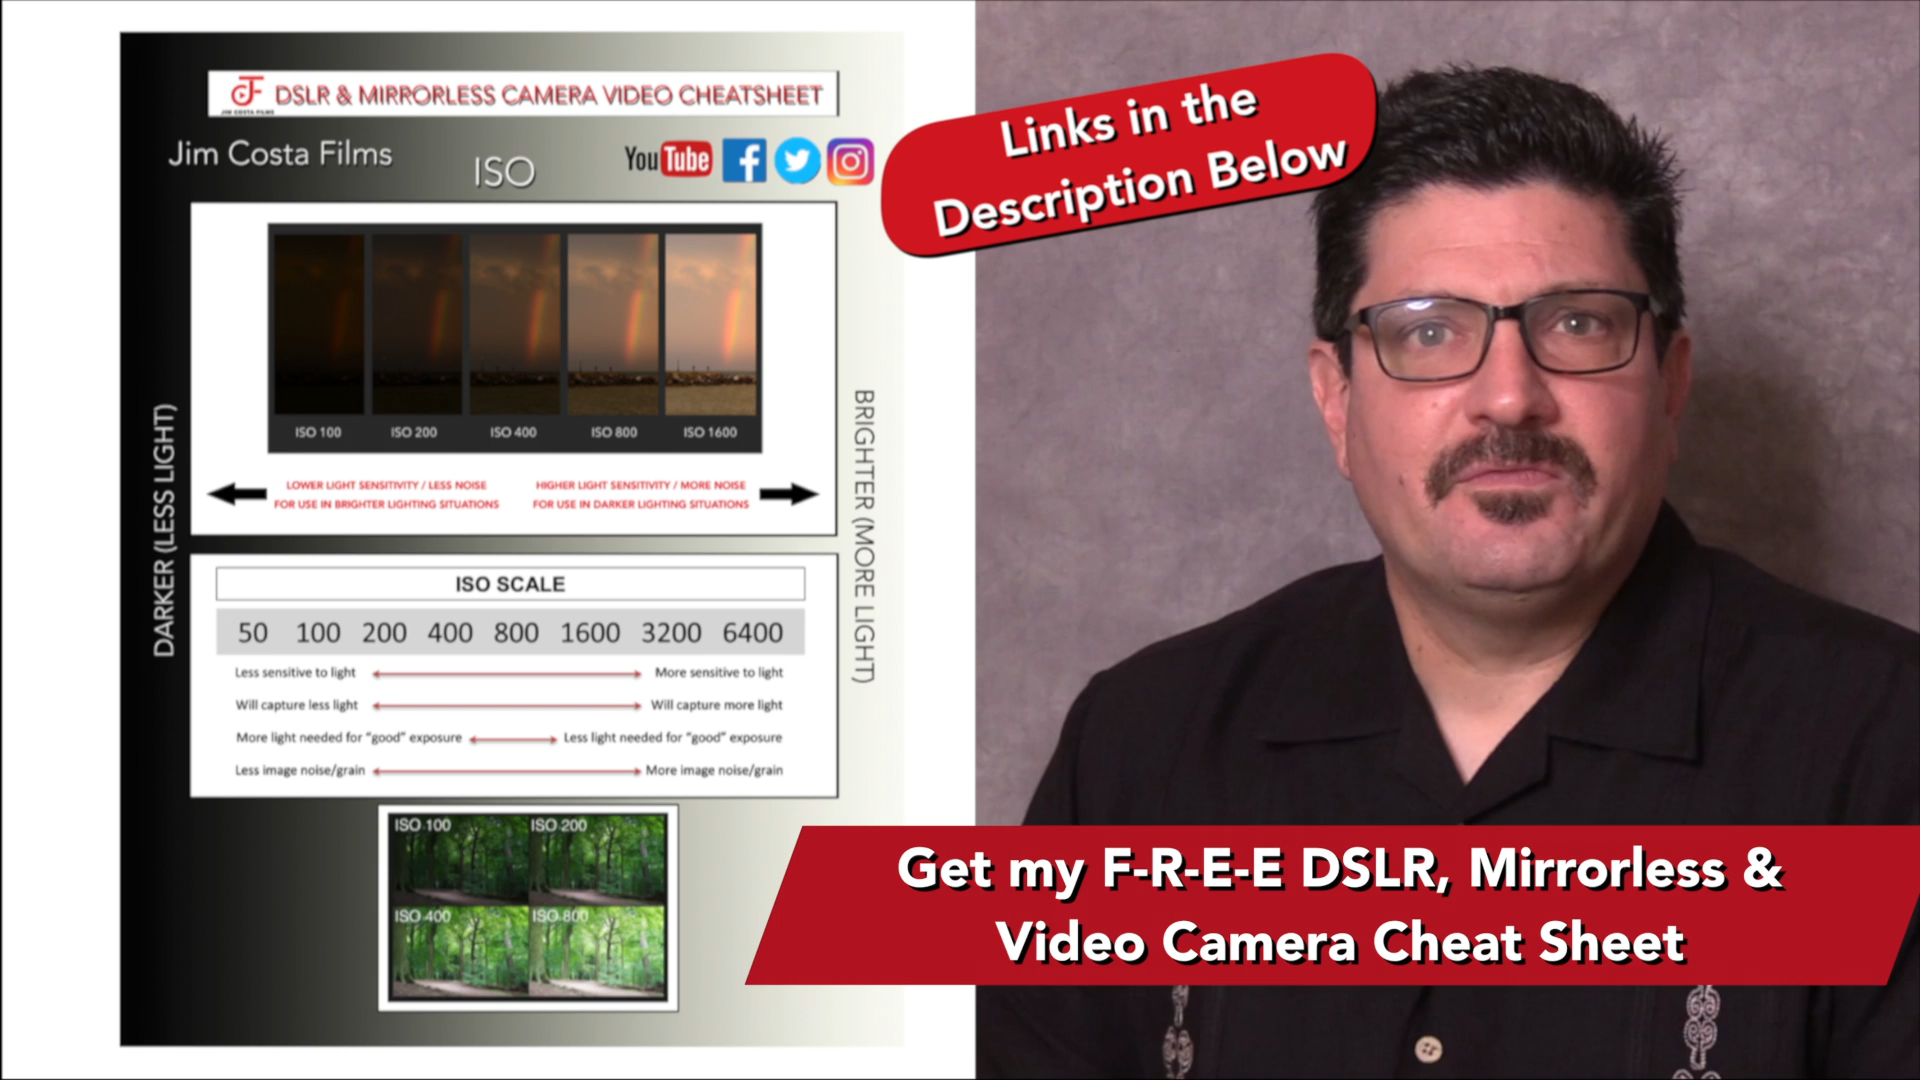 JIM COSTA FILMS
DSLR & MIRRORLESS CAMERA VIDEO CHEATSHEET
Jim Costa Films
ISO
YouTube
DARKER (LESS LIGHT)
BRIGHTER (MORE LIGHT)
ISO 100 ISO 200 ISO 400 ISO 800 ISO 1600
LOWER LIGHT SENSITIVITY / LESS NOISE
FOR USE IN BRIGHTER LIGHTING SITUATIONS
HIGHER LIGHT SENSITIVITY / MORE NOISE
FOR USE IN DARKER LIGHTING SITUATIONS
ISO SCALE
50 100 200 400 800 1600 3200 6400
Less sensitive to light More sensitive to light
Will capture less light Will capture more light
More light needed for "good" exposure Less light needed for "good" exposure
Less image noise/grain More image noise/grain
ISO 100 ISO 200
ISO 400 ISO 800
Links in the
Description Below
Get my F-R-E-E DSLR, Mirrorless &
Video Camera Cheat Sheet